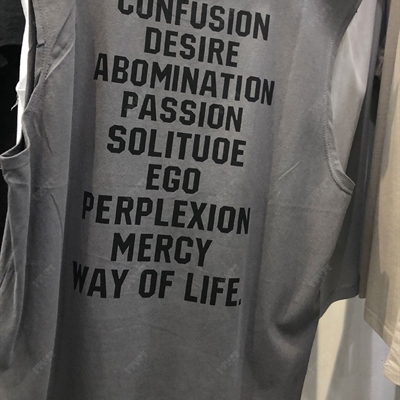 CONFUSION
DESIRE
ABOMINATION
PASSION
SOLITUOE
EGO
PERPLEXION
MERCY
WAY OF LIFE.